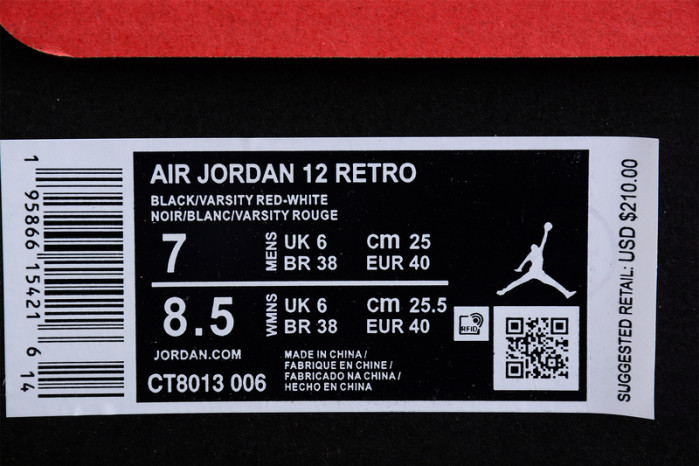 AIR JORDAN 12 RETRO
BLACK/VARSITY RED-WHITE
NOIR/BLANC/VARSITY ROUGE
7
MENS
UK 6 cm 25
BR 38 EUR 40
8.5
WMNS
UK 6 cm 25.5
BR 38 EUR 40
RFID
JORDAN.COM
CT8013 006
MADE IN CHINA /
FABRIQUE EN CHINE /
FABRICADO NA CHINA /
HECHO EN CHINA
1 95866 15421 6 14
SUGGESTED RETAIL: USD $210.00